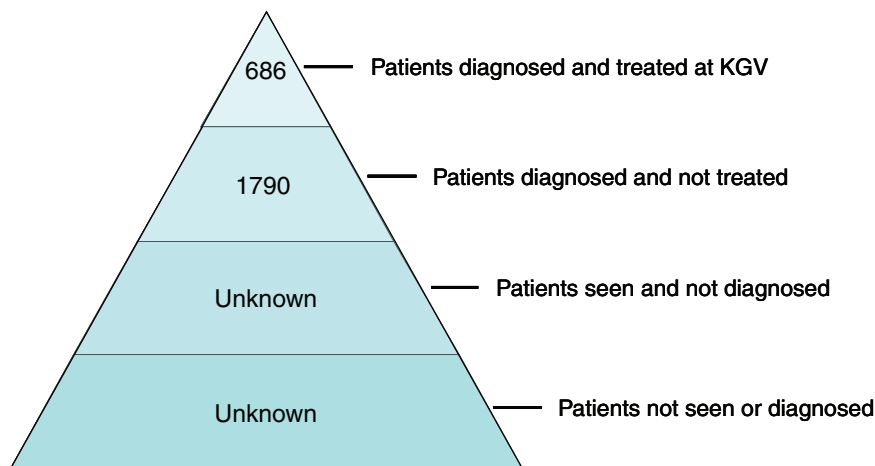 686
Patients diagnosed and treated at KGV
1790
Patients diagnosed and not treated
Unknown
Patients seen and not diagnosed
Unknown
Patients not seen or diagnosed